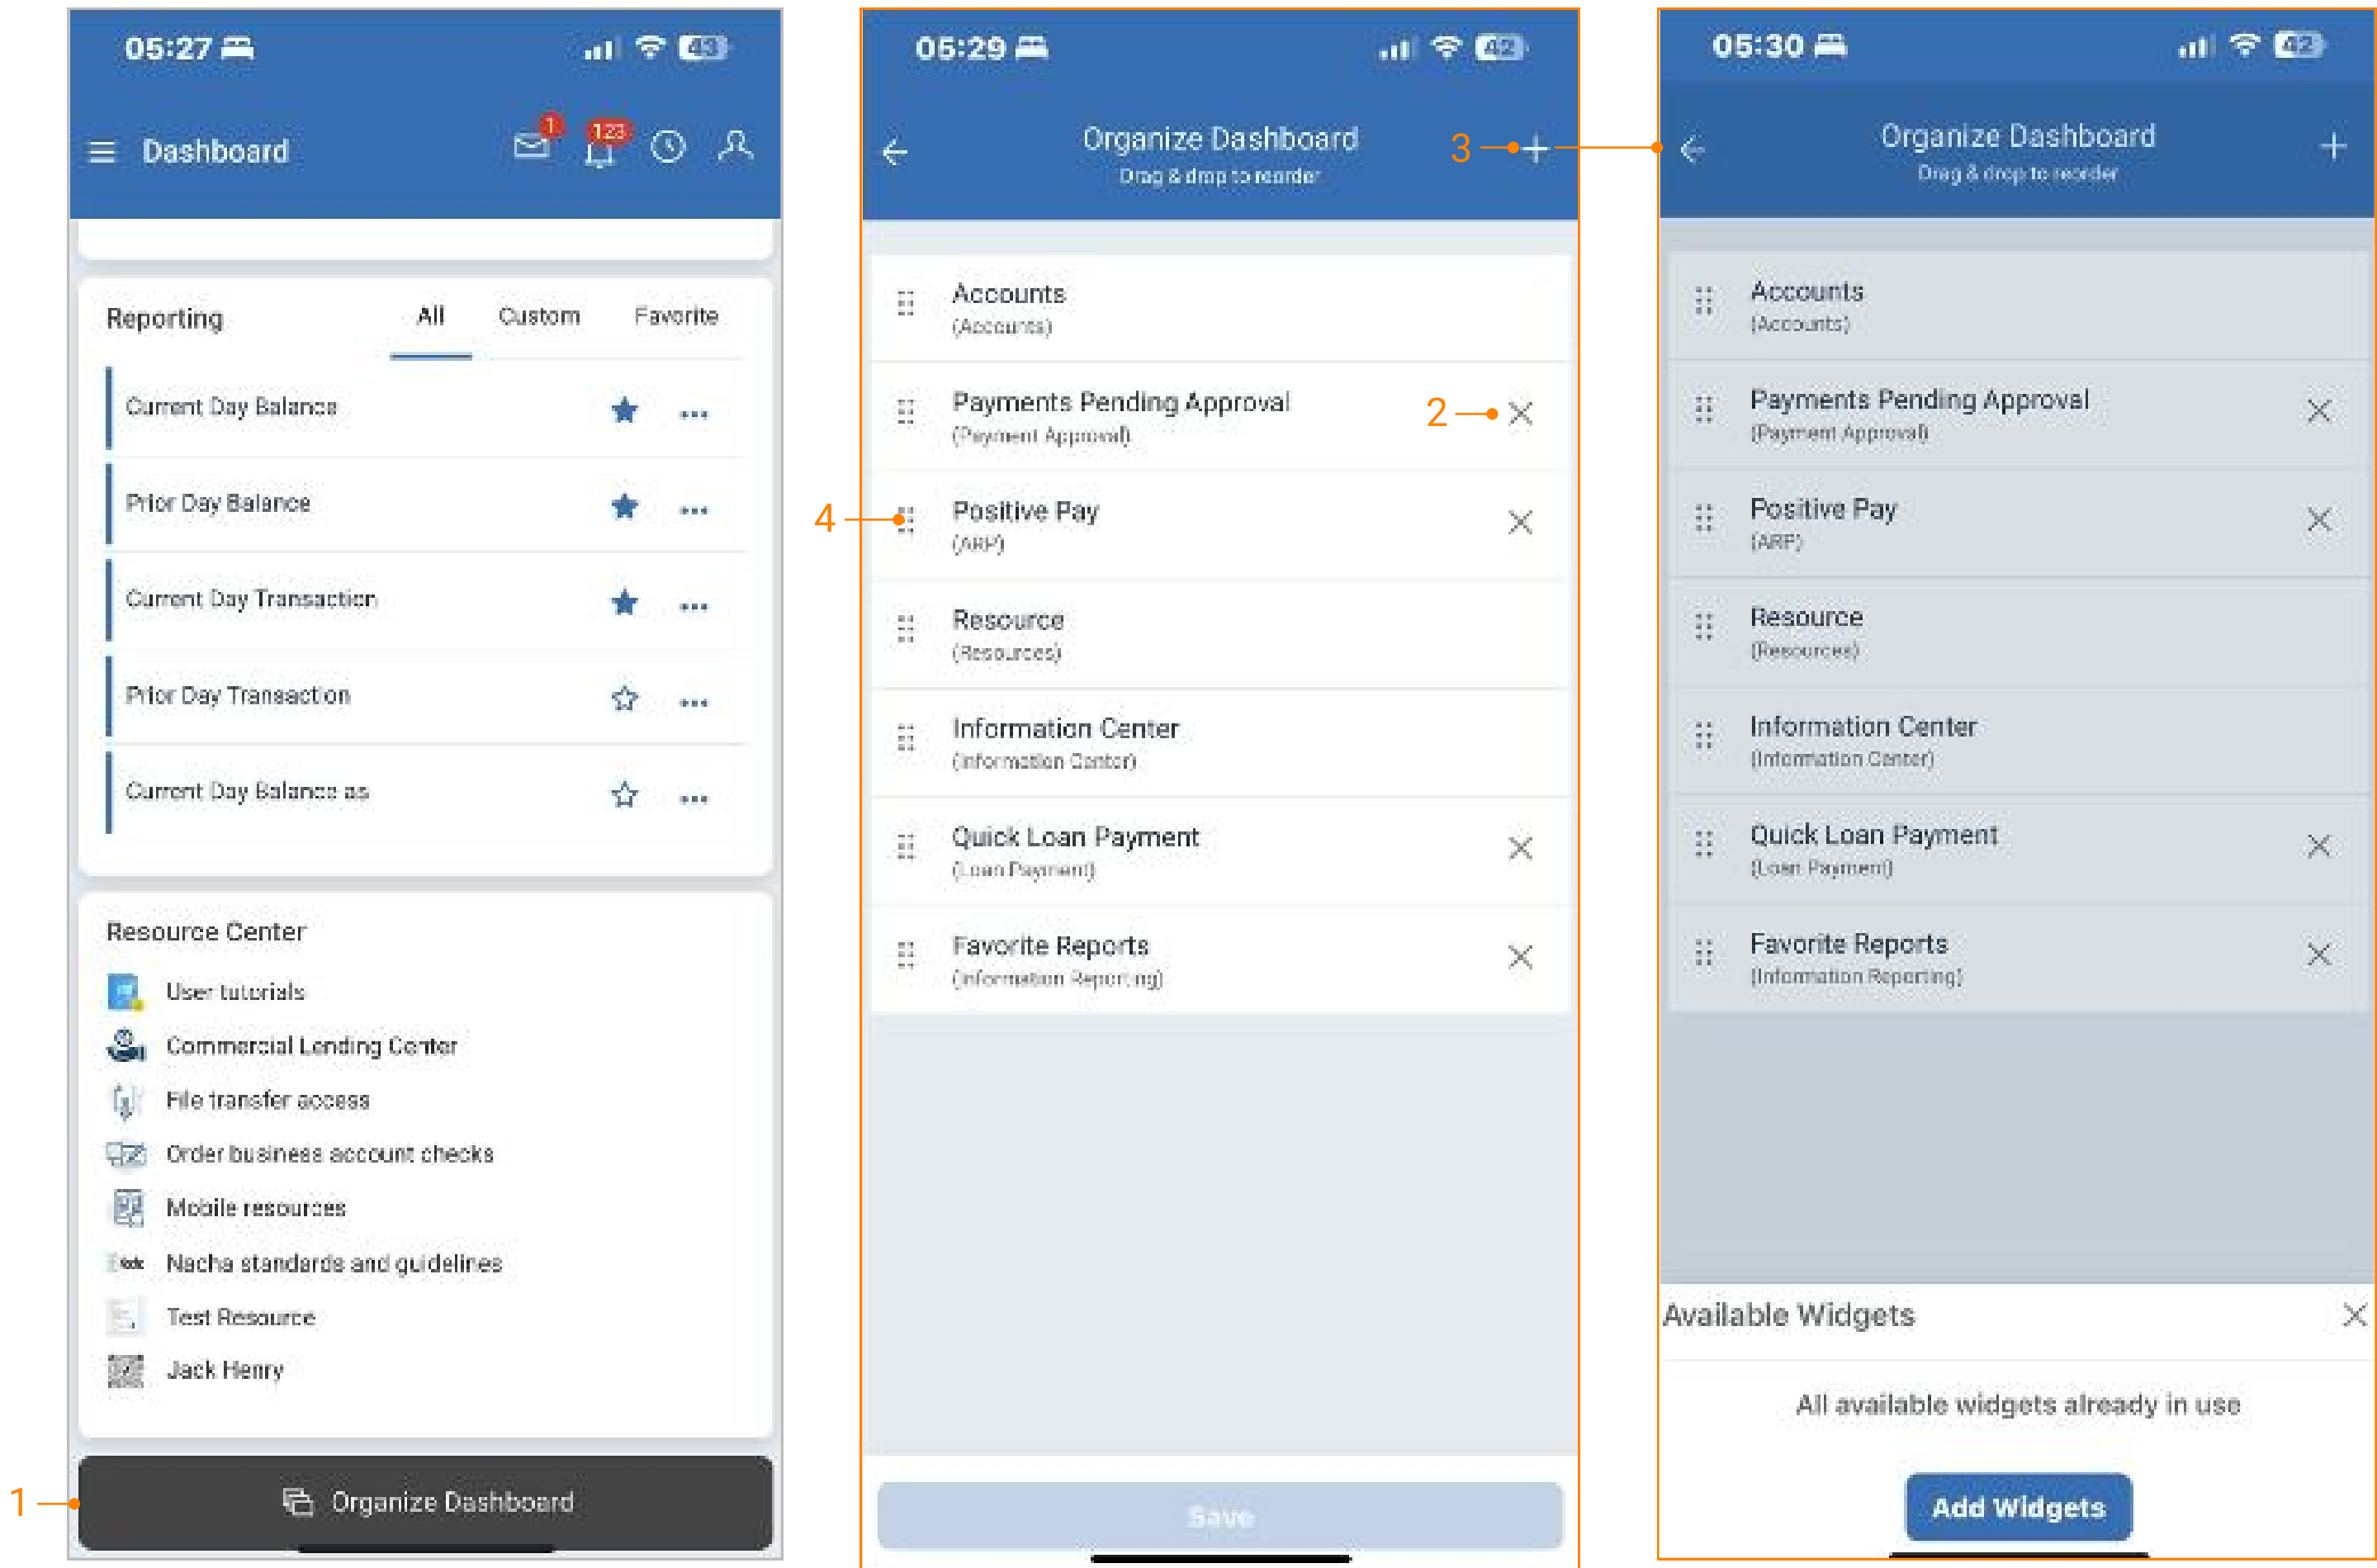 05:27
43
Dashboard
1
123
Reporting
All
Custom
Favorite
Current Day Balance
Prior Day Balance
Current Day Transaction
Prior Day Transaction
Current Day Balance as
Resource Center
User tutorials
Commercial Lending Center
File transfer access
Order business account checks
Mobile resources
Nacha standards and guidelines
Test Resource
Jack Henry
1
Organize Dashboard
05:29
42
Organize Dashboard
Drag & drop to reorder
3
Accounts
(Accounts)
Payments Pending Approval
(Payment Approval)
2
4
Positive Pay
(ARP)
Resource
(Resources)
Information Center
(Information Center)
Quick Loan Payment
(Loan Payment)
Favorite Reports
(Information Reporting)
Save
05:30
42
Organize Dashboard
Drag & drop to reorder
Accounts
(Accounts)
Payments Pending Approval
(Payment Approval)
Positive Pay
(ARP)
Resource
(Resources)
Information Center
(Information Center)
Quick Loan Payment
(Loan Payment)
Favorite Reports
(Information Reporting)
Available Widgets
All available widgets already in use
Add Widgets